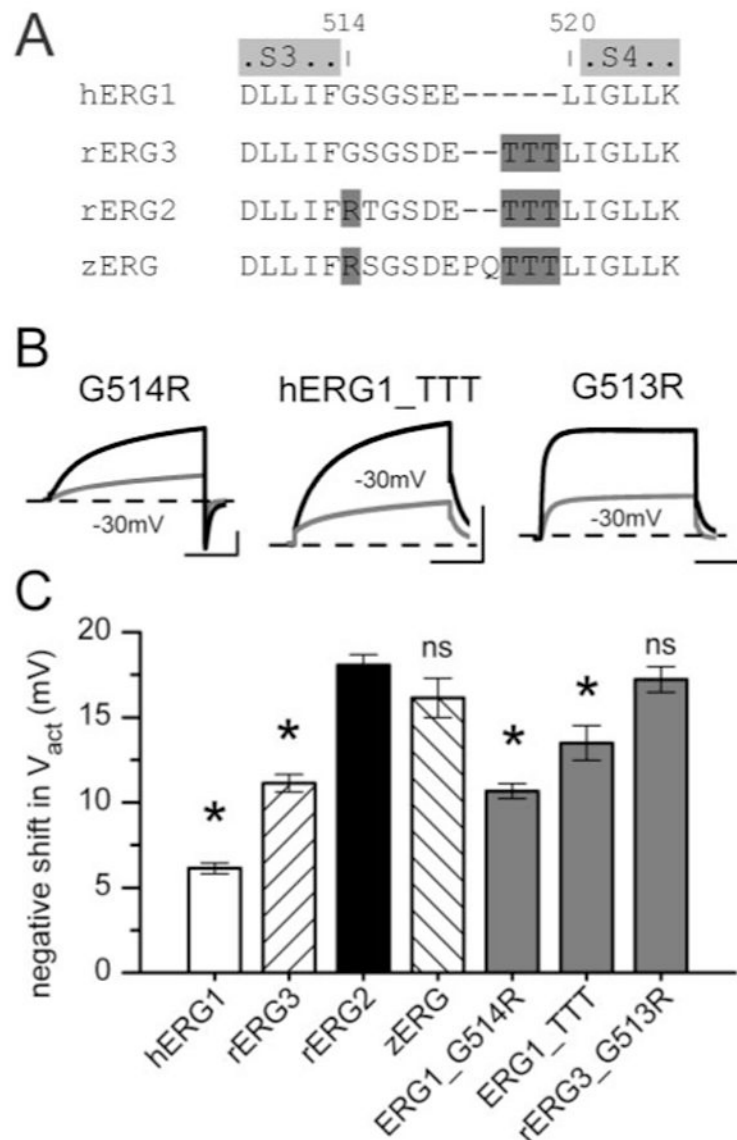 A
514 520
.S3.. .S4..
hERG1 DLLIFGSGSEE-----LIGLLK
rERG3 DLLIFGSGSDE--TTTLIGLLK
rERG2 DLLIFRTGSDE--TTTLIGLLK
zERG DLLIFRSGSDEPQTTTLIGLLK
B
G514R hERG1_TTT G513R
-30mV -30mV -30mV
C
negative shift in Vact (mV)
20
15
10
5
0
* * ns * * ns
hERG1 rERG3 rERG2 zERG ERG1_G514R ERG1_TTT rERG3_G513R